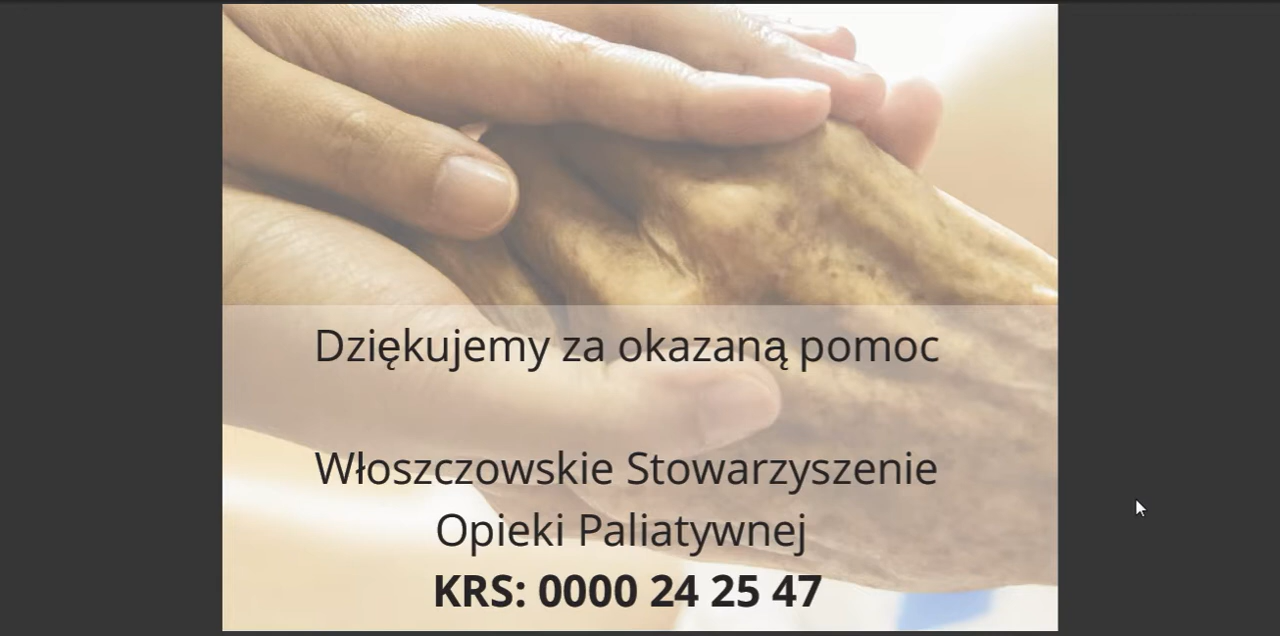 Dziękujemy za okazaną pomoc
Włoszczowskie Stowarzyszenie
Opieki Paliatywnej
KRS: 0000 24 25 47